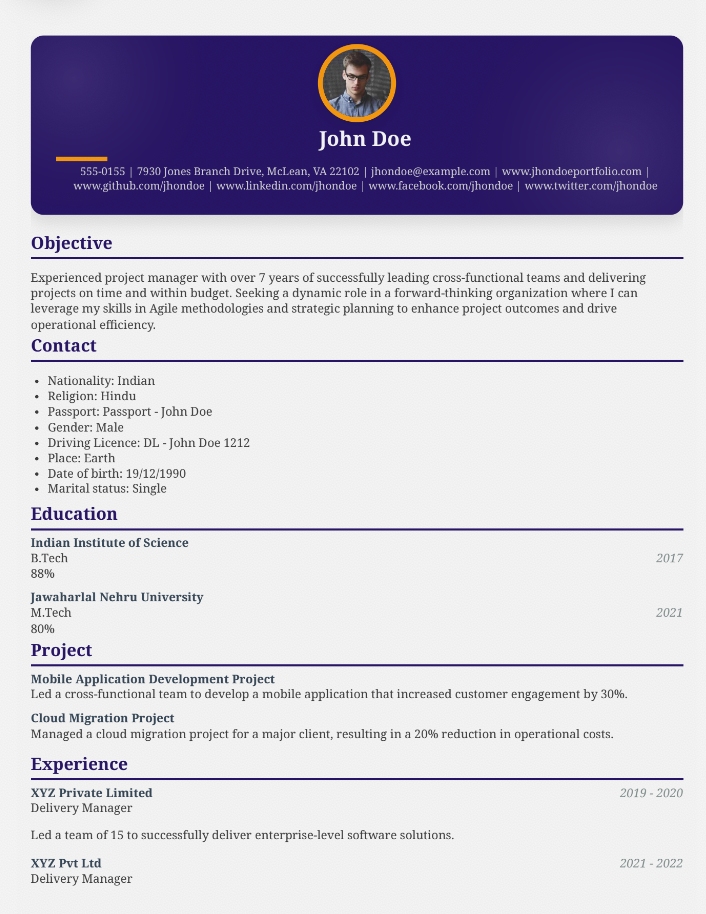 John Doe
555-0155 | 7930 Jones Branch Drive, McLean, VA 22102 | jhondoe@example.com | www.jhondoeportfolio.com |
www.github.com/jhondoe | www.linkedin.com/jhondoe | www.facebook.com/jhondoe | www.twitter.com/jhondoe
Objective
Experienced project manager with over 7 years of successfully leading cross-functional teams and delivering
projects on time and within budget. Seeking a dynamic role in a forward-thinking organization where I can
leverage my skills in Agile methodologies and strategic planning to enhance project outcomes and drive
operational efficiency.
Contact
• Nationality: Indian
• Religion: Hindu
• Passport: Passport - John Doe
• Gender: Male
• Driving Licence: DL - John Doe 1212
• Place: Earth
• Date of birth: 19/12/1990
• Marital status: Single
Education
Indian Institute of Science
B.Tech 2017
88%
Jawaharlal Nehru University
M.Tech 2021
80%
Project
Mobile Application Development Project
Led a cross-functional team to develop a mobile application that increased customer engagement by 30%.
Cloud Migration Project
Managed a cloud migration project for a major client, resulting in a 20% reduction in operational costs.
Experience
XYZ Private Limited 2019 - 2020
Delivery Manager
Led a team of 15 to successfully deliver enterprise-level software solutions.
XYZ Pvt Ltd 2021 - 2022
Delivery Manager